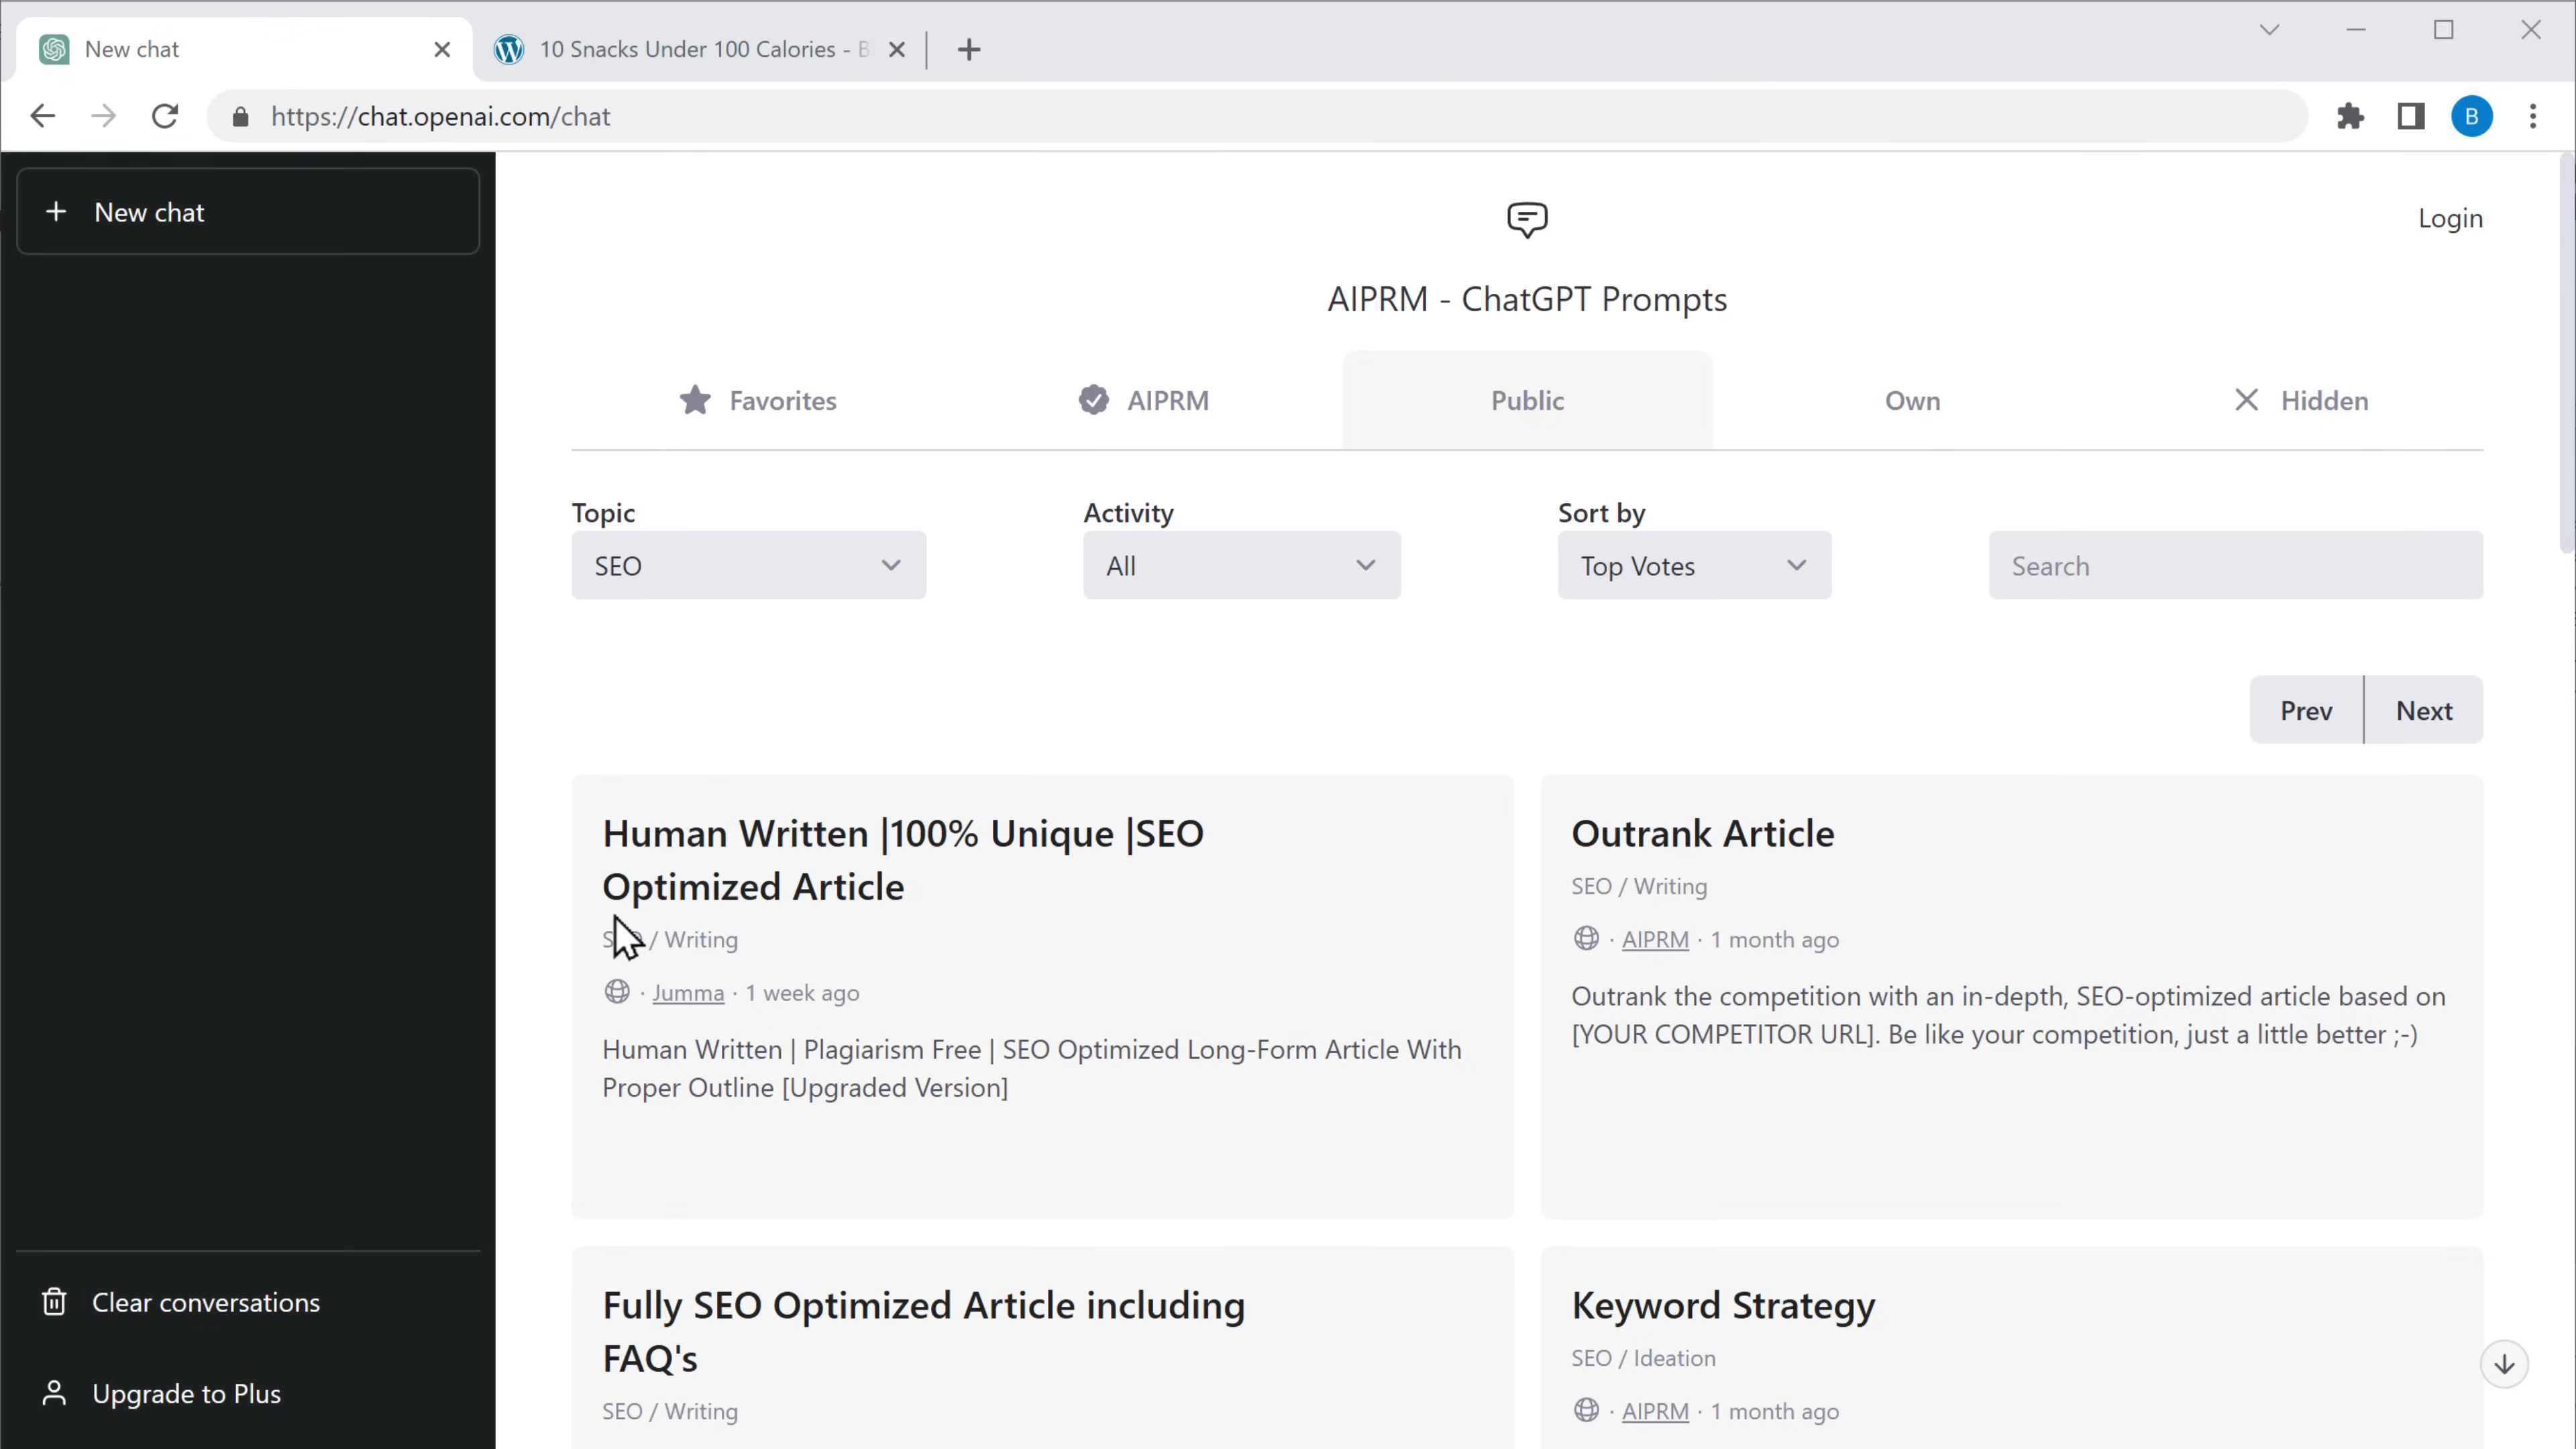 New chat
10 Snacks Under 100 Calories - B
https://chat.openai.com/chat
B
New chat
Login
AIPRM - ChatGPT Prompts
Favorites
AIPRM
Public
Own
Hidden
Topic
Activity
Sort by
SEO
All
Top Votes
Search
Prev
Next
Human Written |100% Unique |SEO
Optimized Article
/ Writing
· Jumma · 1 week ago
Human Written | Plagiarism Free | SEO Optimized Long-Form Article With
Proper Outline [Upgraded Version]
Outrank Article
SEO / Writing
· AIPRM · 1 month ago
Outrank the competition with an in-depth, SEO-optimized article based on
[YOUR COMPETITOR URL]. Be like your competition, just a little better ;-)
Fully SEO Optimized Article including
FAQ's
SEO / Writing
Keyword Strategy
SEO / Ideation
· AIPRM · 1 month ago
Clear conversations
Upgrade to Plus